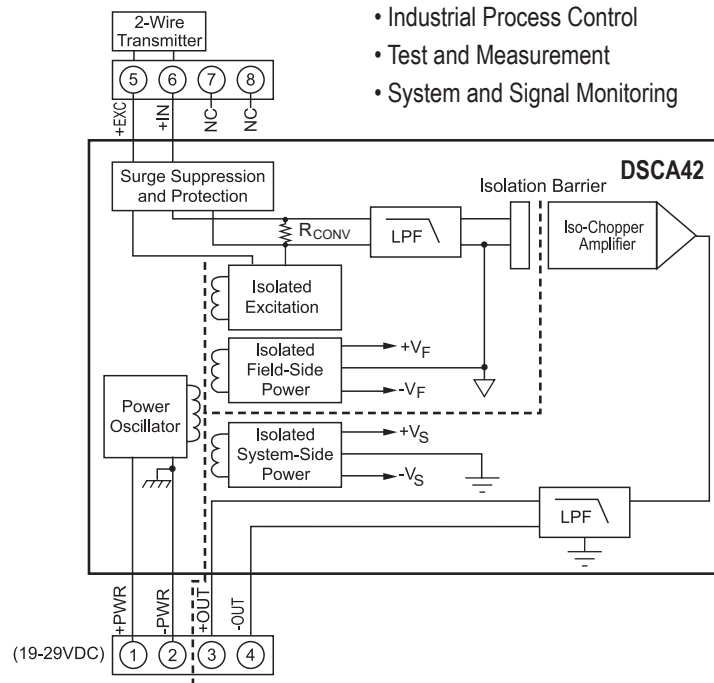 • Industrial Process Control
• Test and Measurement
• System and Signal Monitoring
2-Wire
Transmitter
5 6 7 8
+EXC +IN NC NC
DSCA42
Surge Suppression
and Protection
Isolation Barrier
Iso-Chopper
Amplifier
RCONV
LPF
Isolated
Excitation
Isolated
Field-Side
Power
+VF
-VF
Power
Oscillator
Isolated
System-Side
Power
+VS
-VS
LPF
+PWR -PWR +OUT -OUT
(19-29VDC) 1 2 3 4